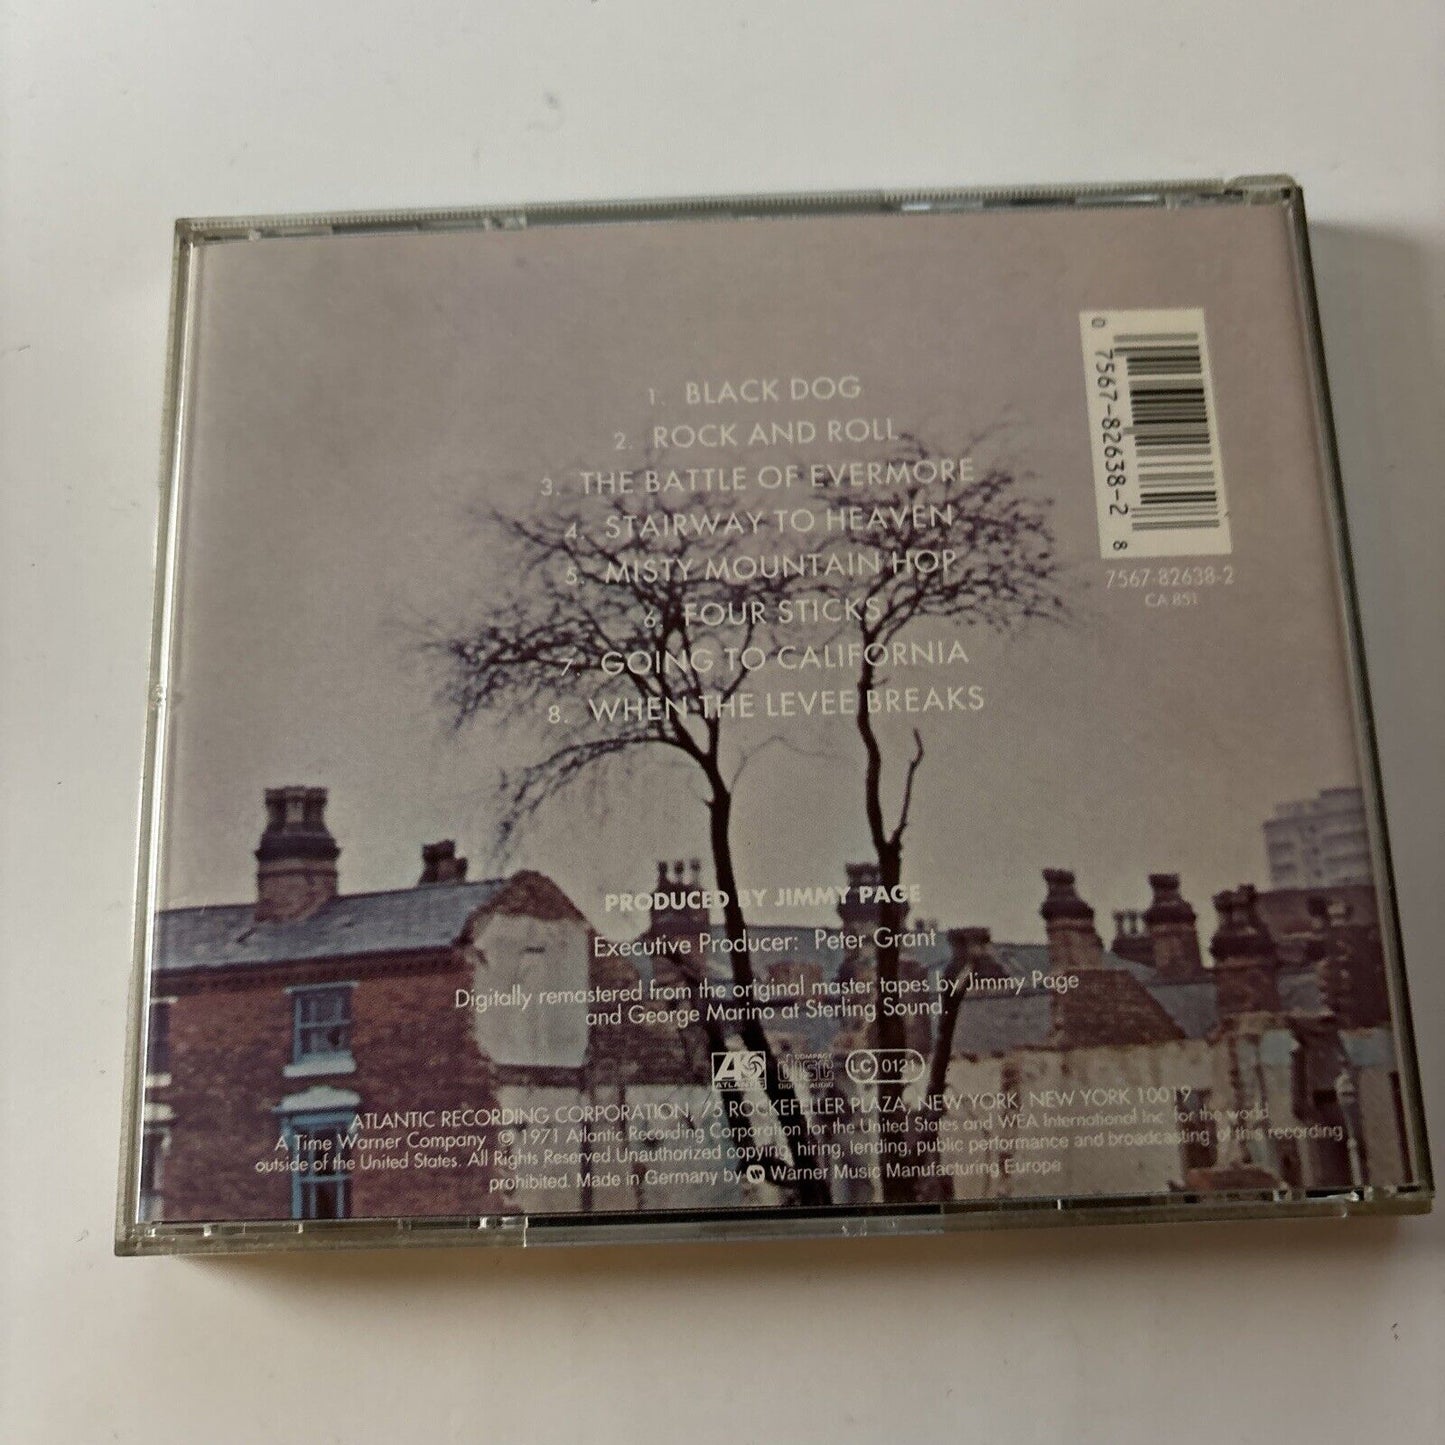 1. BLACK DOG
2. ROCK AND ROLL
3. THE BATTLE OF EVERMORE
4. STAIRWAY TO HEAVEN
5. MISTY MOUNTAIN HOP
6. FOUR STICKS
7. GOING TO CALIFORNIA
8. WHEN THE LEVEE BREAKS
0 7567-82638-2 8
7567-82638-2
CA 851
PRODUCED BY JIMMY PAGE
Executive Producer: Peter Grant
Digitally remastered from the original master tapes by Jimmy Page
and George Marino at Sterling Sound.
ATLANTIC
COMPACT
disc
DIGITAL AUDIO
LC 0121
ATLANTIC RECORDING CORPORATION, 75 ROCKEFELLER PLAZA, NEW YORK, NEW YORK 10019
A Time Warner Company © 1971 Atlantic Recording Corporation for the United States and WEA International Inc. for the world
outside of the United States. All Rights Reserved Unauthorized copying, hiring, lending, public performance and broadcasting of this recording
prohibited. Made in Germany by Warner Music Manufacturing Europe